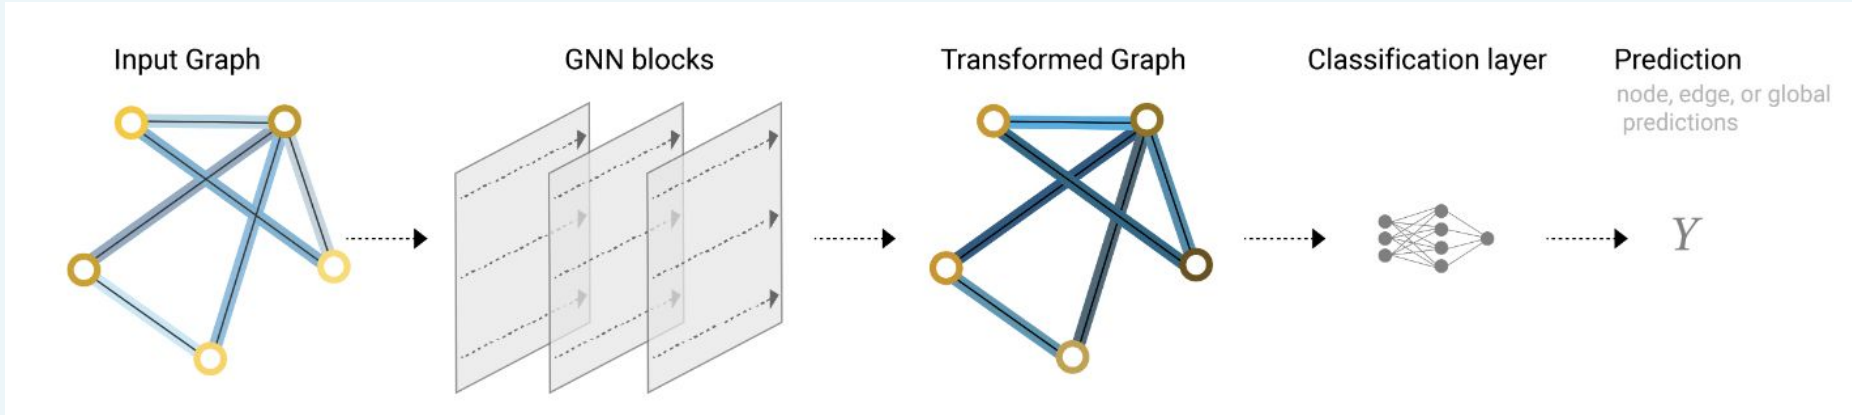 Input Graph
GNN blocks
Transformed Graph
Classification layer
Prediction
node, edge, or global
predictions
Y